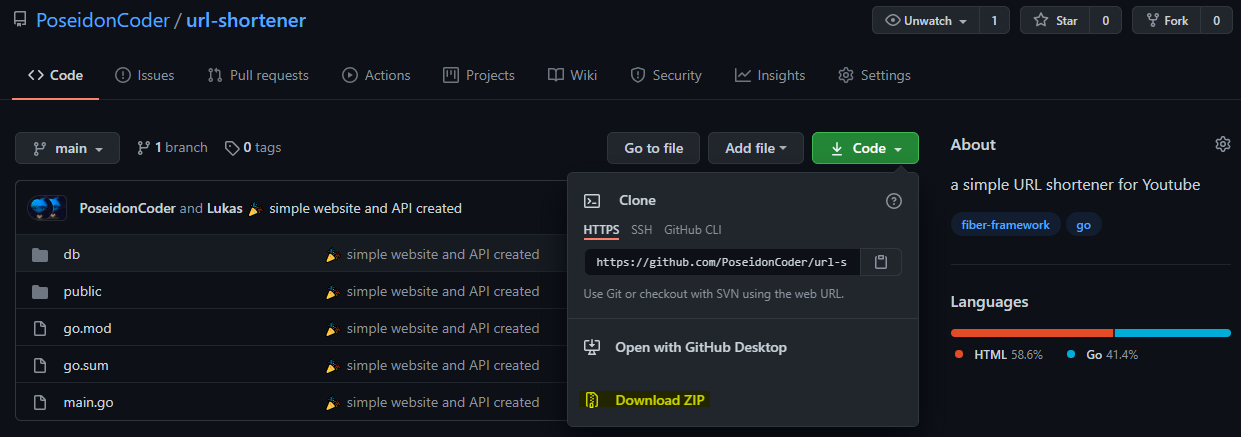 PoseidonCoder / url-shortener
Unwatch 1 Star 0 Fork 0
Code Issues Pull requests Actions Projects Wiki Security Insights Settings
main 1 branch 0 tags Go to file Add file Code
PoseidonCoder and Lukas 🎉 simple website and API created
db 🎉 simple website and API created
public 🎉 simple website and API created
go.mod 🎉 simple website and API created
go.sum 🎉 simple website and API created
main.go 🎉 simple website and API created
Clone
HTTPS SSH GitHub CLI
https://github.com/PoseidonCoder/url-s
Use Git or checkout with SVN using the web URL.
Open with GitHub Desktop
Download ZIP
About
a simple URL shortener for Youtube
fiber-framework go
Languages
HTML 58.6% Go 41.4%